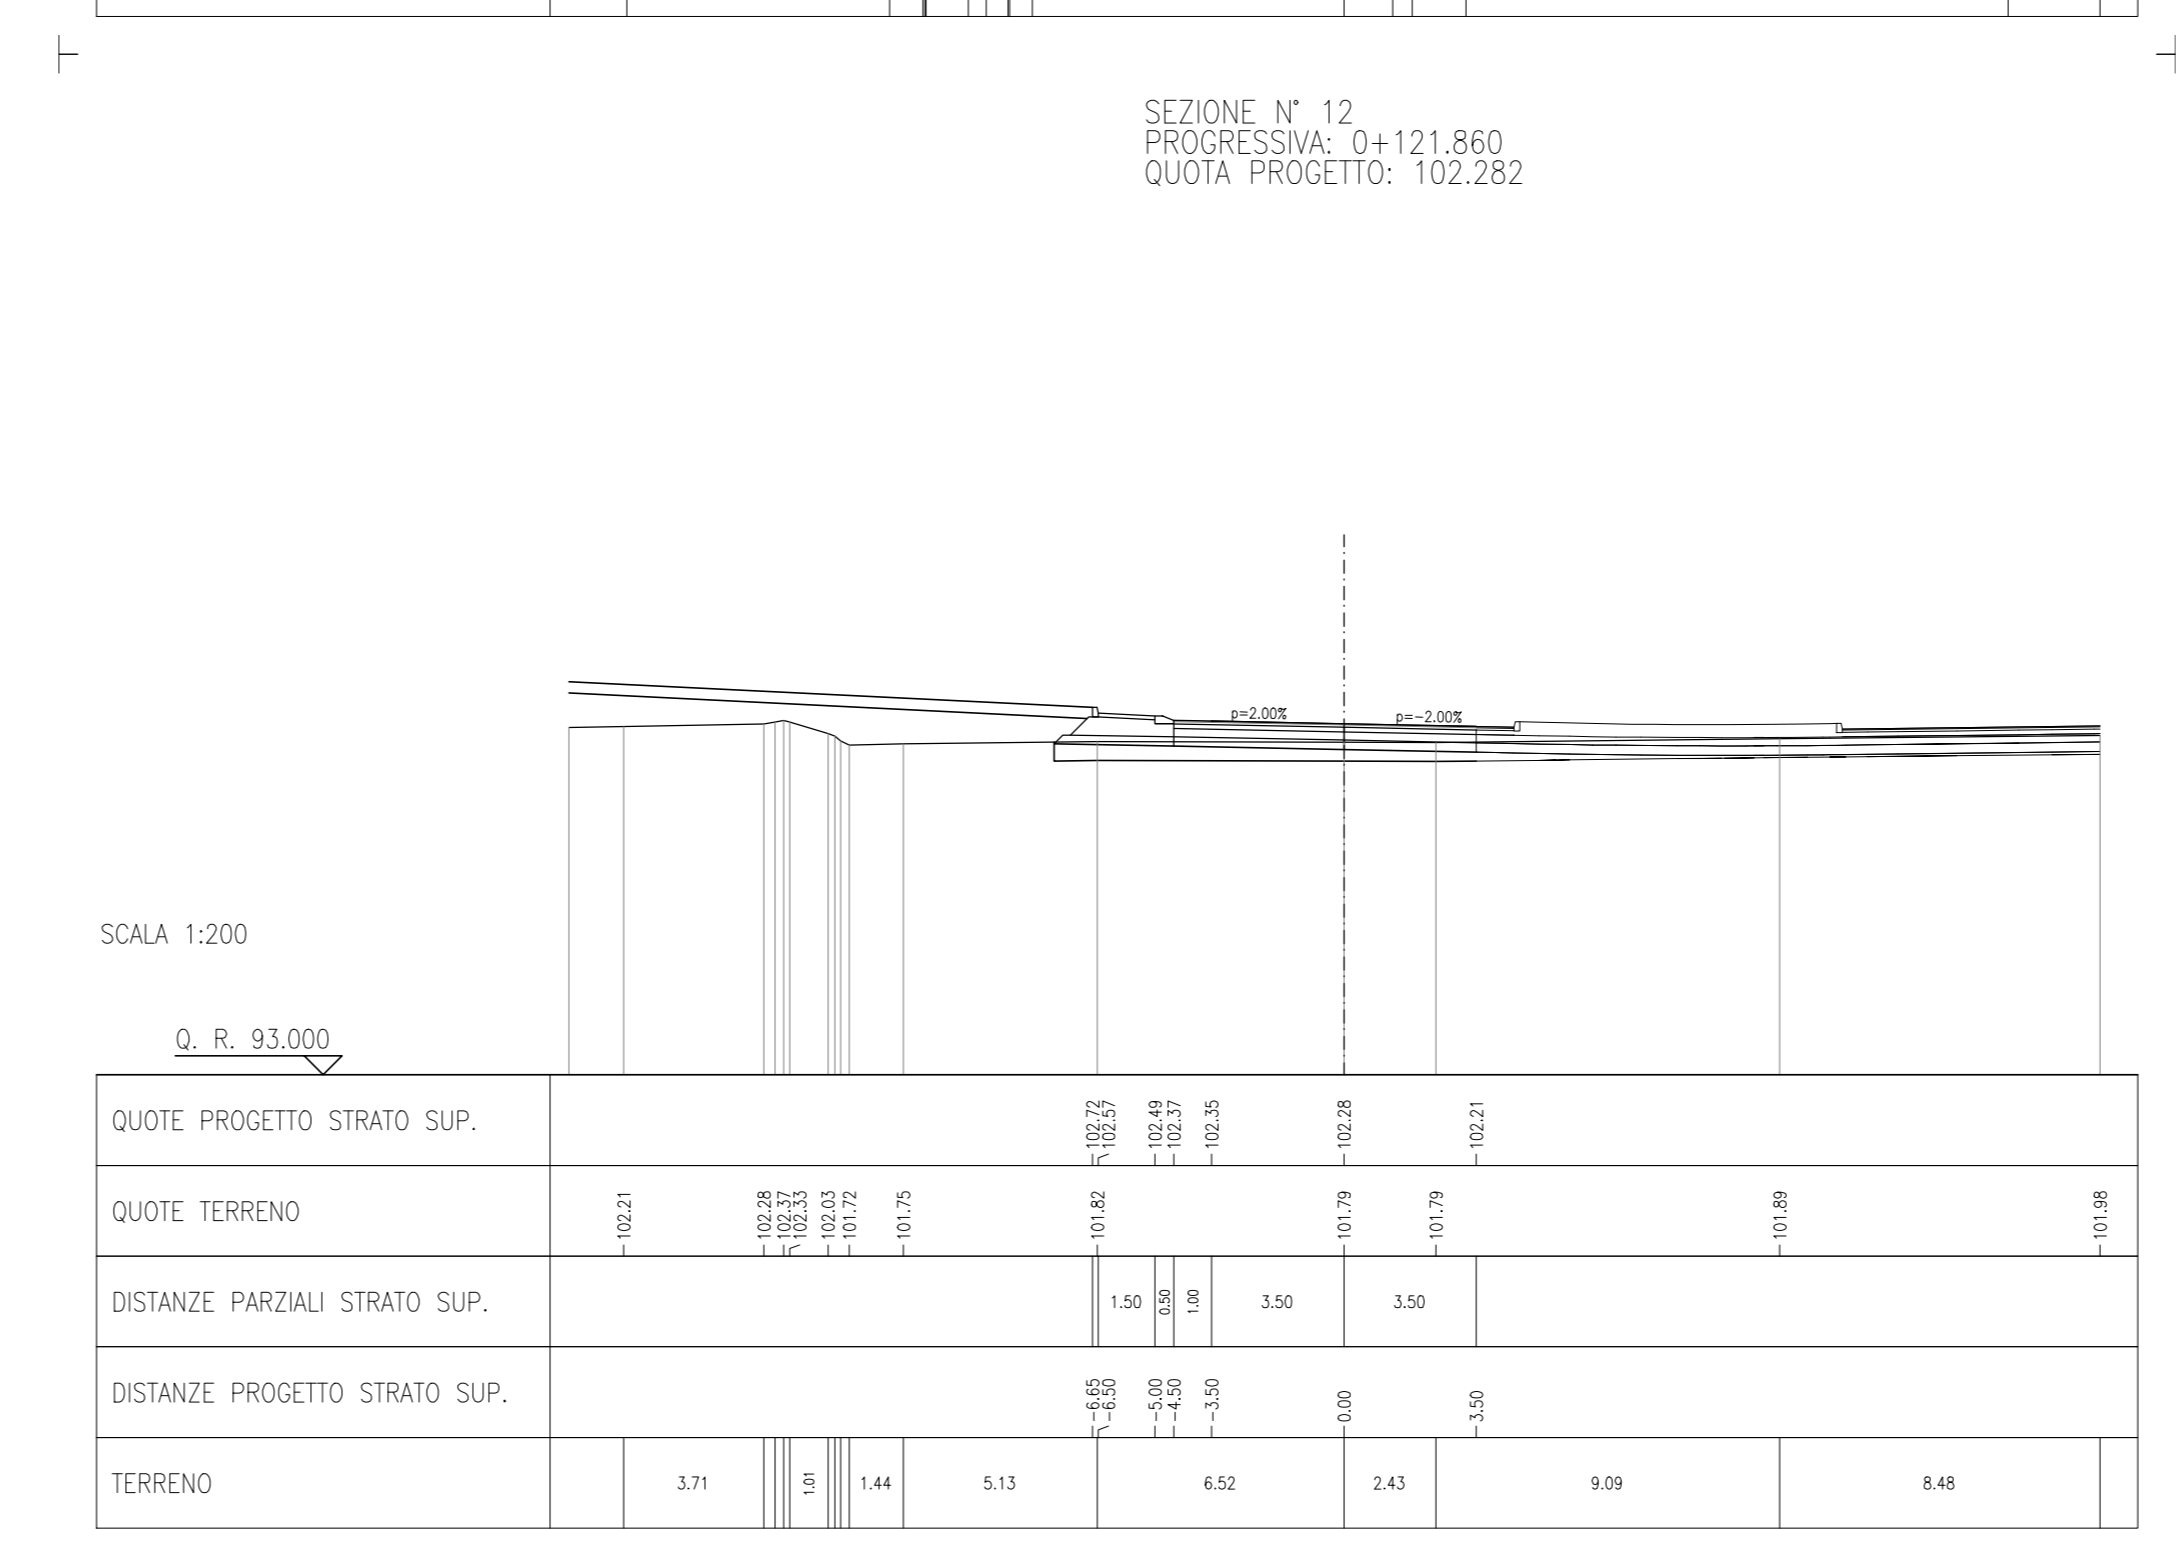 SEZIONE N° 12
PROGRESSIVA: 0+121.860
QUOTA PROGETTO: 102.282
p=2.00%
p=-2.00%
SCALA 1:200
Q. R. 93.000
QUOTE PROGETTO STRATO SUP.
102.72 102.57 102.49 102.37 102.35 102.28 102.21
QUOTE TERRENO
102.21 102.28 102.37 102.33 102.03 101.72 101.75 101.82 101.79 101.79 101.89 101.98
DISTANZE PARZIALI STRATO SUP.
1.50 0.50 1.00 3.50 3.50
DISTANZE PROGETTO STRATO SUP.
-6.65 -6.50 -5.00 -4.50 -3.50 0.00 3.50
TERRENO
3.71 1.01 1.44 5.13 6.52 2.43 9.09 8.48